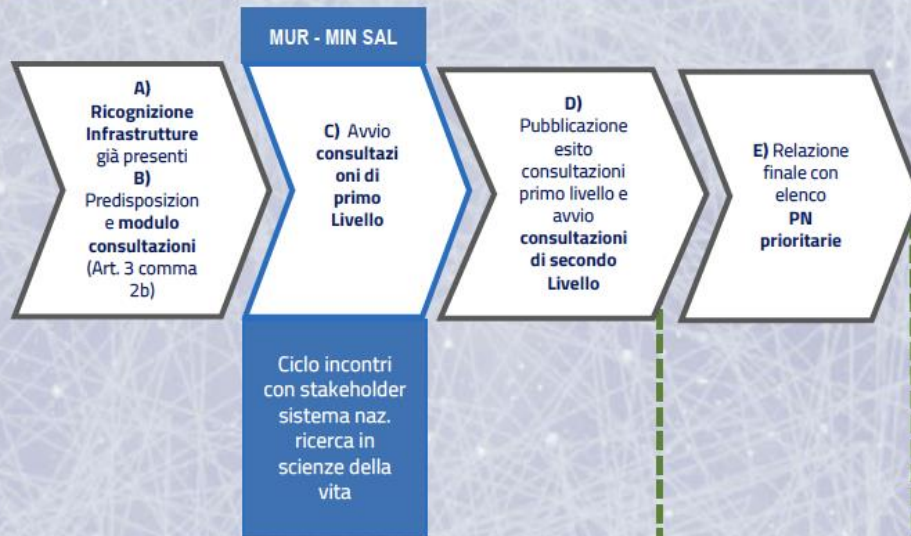 MUR - MIN SAL
A)
Ricognizione
Infrastrutture
già presenti
B)
Predisposizion
e modulo
consultazioni
(Art. 3 comma
2b)
C) Avvio
consultazi
oni di
primo
Livello
D)
Pubblicazione
esito
consultazioni
primo livello e
avvio
consultazioni
di secondo
Livello
E) Relazione
finale con
elenco
PN
prioritarie
Ciclo incontri
con stakeholder
sistema naz.
ricerca in
scienze della
vita